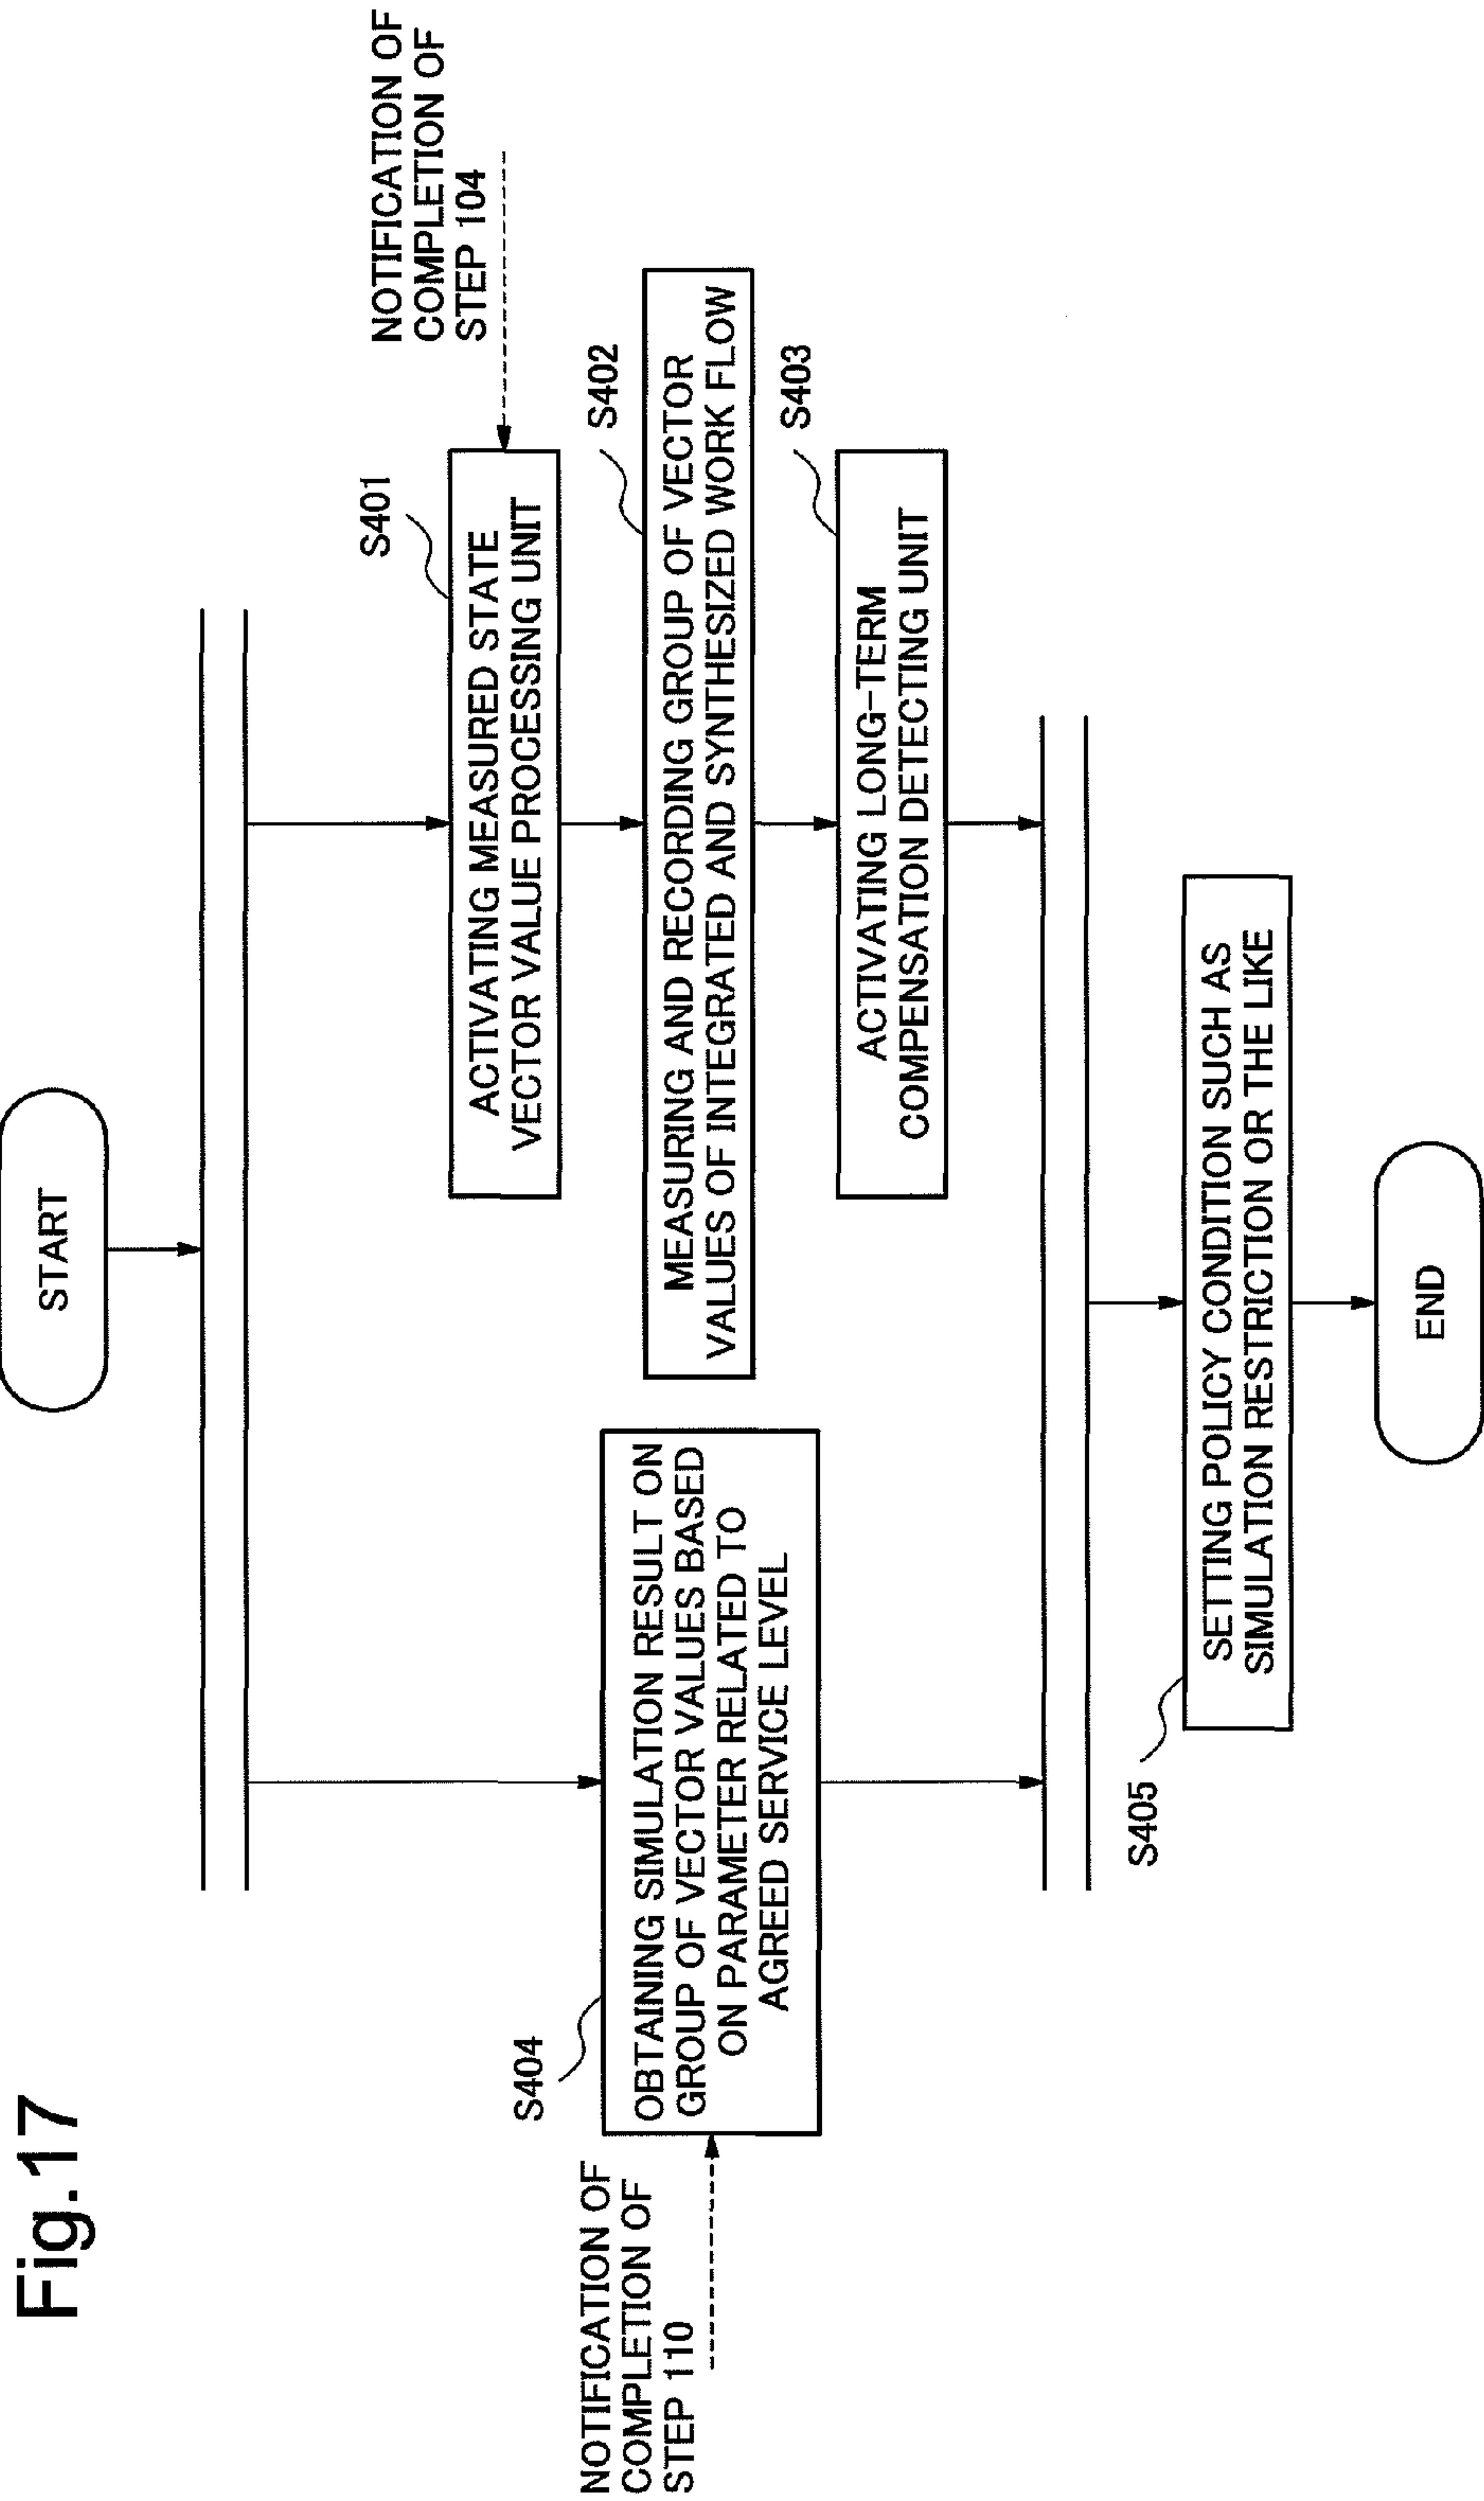 Fig.17
START
NOTIFICATION OF
COMPLETION OF
STEP 104
S401
ACTIVATING MEASURED STATE
VECTOR VALUE PROCESSING UNIT
S402
MEASURING AND RECORDING GROUP OF VECTOR
VALUES OF INTEGRATED AND SYNTHESIZED WORK FLOW
S403
ACTIVATING LONG-TERM
COMPENSATION DETECTING UNIT
NOTIFICATION OF
COMPLETION OF
STEP 110
S404
OBTAINING SIMULATION RESULT ON
GROUP OF VECTOR VALUES BASED
ON PARAMETER RELATED TO
AGREED SERVICE LEVEL
S405
SETTING POLICY CONDITION SUCH AS
SIMULATION RESTRICTION OR THE LIKE
END